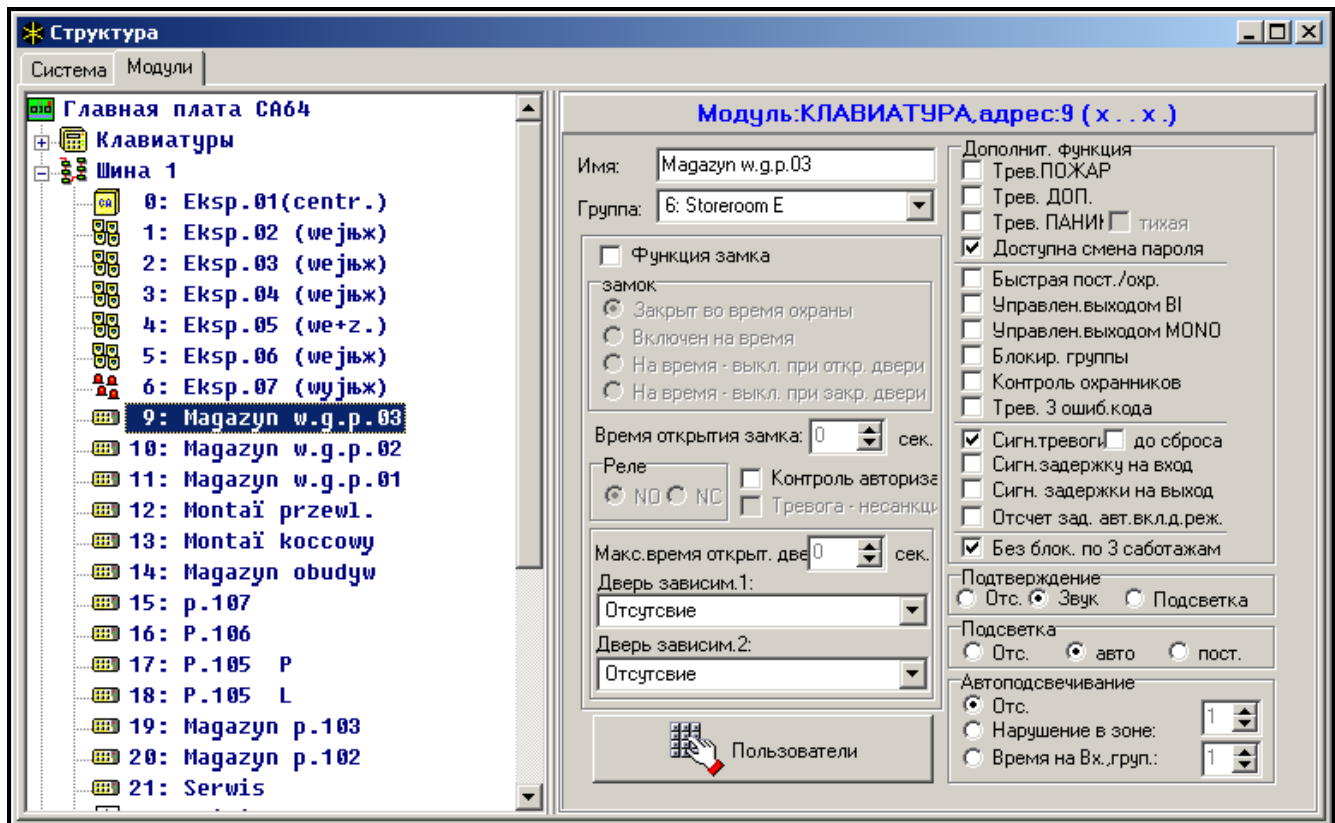 Структура
Система Модули
Главная плата CA64
Клавиатуры
Шина 1
0: Eksp.01(centr.)
1: Eksp.02 (wejњж)
2: Eksp.03 (wejњж)
3: Eksp.04 (wejњж)
4: Eksp.05 (we+z.)
5: Eksp.06 (wejњж)
6: Eksp.07 (wyjњж)
9: Magazyn w.g.p.03
10: Magazyn w.g.p.02
11: Magazyn w.g.p.01
12: Montaї przewl.
13: Montaї koccowy
14: Magazyn obudуw
15: p.107
16: P.106
17: P.105 P
18: P.105 L
19: Magazyn p.103
20: Magazyn p.102
21: Serwis
Модуль:КЛАВИАТУРА,адрес:9 ( x . . x .)
Имя: Magazyn w.g.p.03
Группа: 6: Storeroom E
Функция замка
замок
Закрыт во время охраны
Включен на время
На время - выкл. при откр. двери
На время - выкл. при закр. двери
Время открытия замка: 0 сек.
Реле
NO NC
Контроль авториза
Тревога - несанкци
Макс.время открыт. две 0 сек.
Дверь зависим.1:
Отсутсвие
Дверь зависим.2:
Отсутсвие
Пользователи
Дополнит. функция
Трев.ПОЖАР
Трев. ДОП.
Трев. ПАНИК тихая
Доступна смена пароля
Быстрая пост./охр.
Управлен.выходом BI
Управлен.выходом MONO
Блокир. группы
Контроль охранников
Трев. 3 ошиб.кода
Сигн.тревоги до сброса
Сигн.задержку на вход
Сигн. задержки на выход
Отсчет зад. авт.вкл.д.реж.
Без блок. по 3 саботажам
Подтверждение
Отс. Звук Подсветка
Подсветка
Отс. авто пост.
Автоподсвечивание
Отс.
Нарушение в зоне: 1
Время на Вх.,груп.: 1